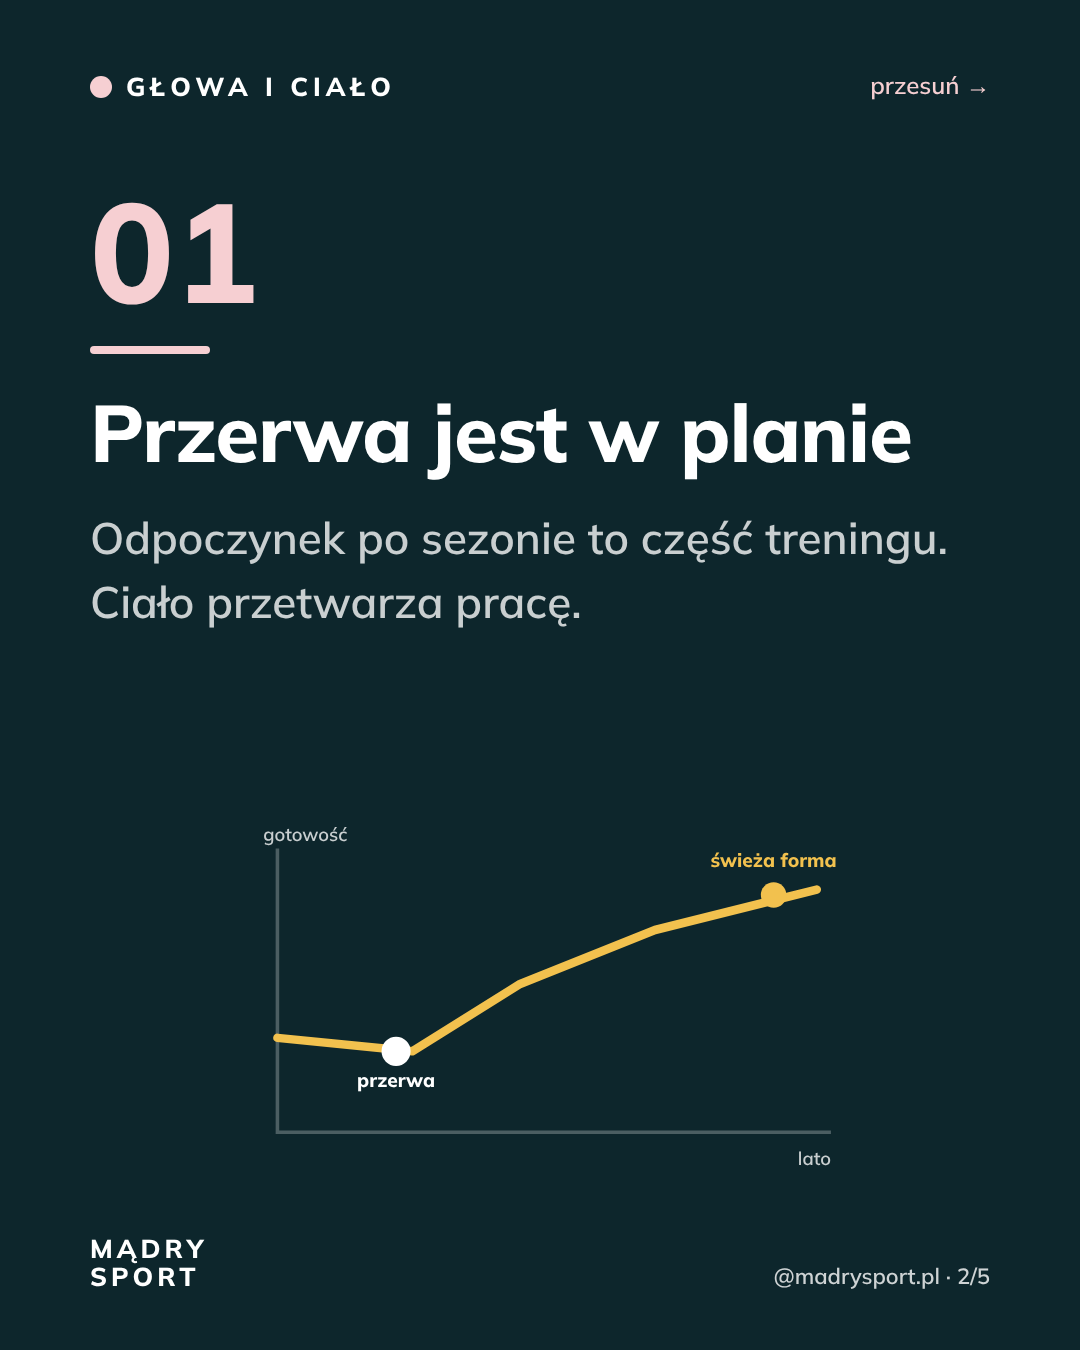 GŁOWA I CIAŁO
przesuń →
01
Przerwa jest w planie
Odpoczynek po sezonie to część treningu.
Ciało przetwarza pracę.
gotowość
świeża forma
przerwa
lato
MĄDRY
SPORT
@madrysport.pl · 2/5